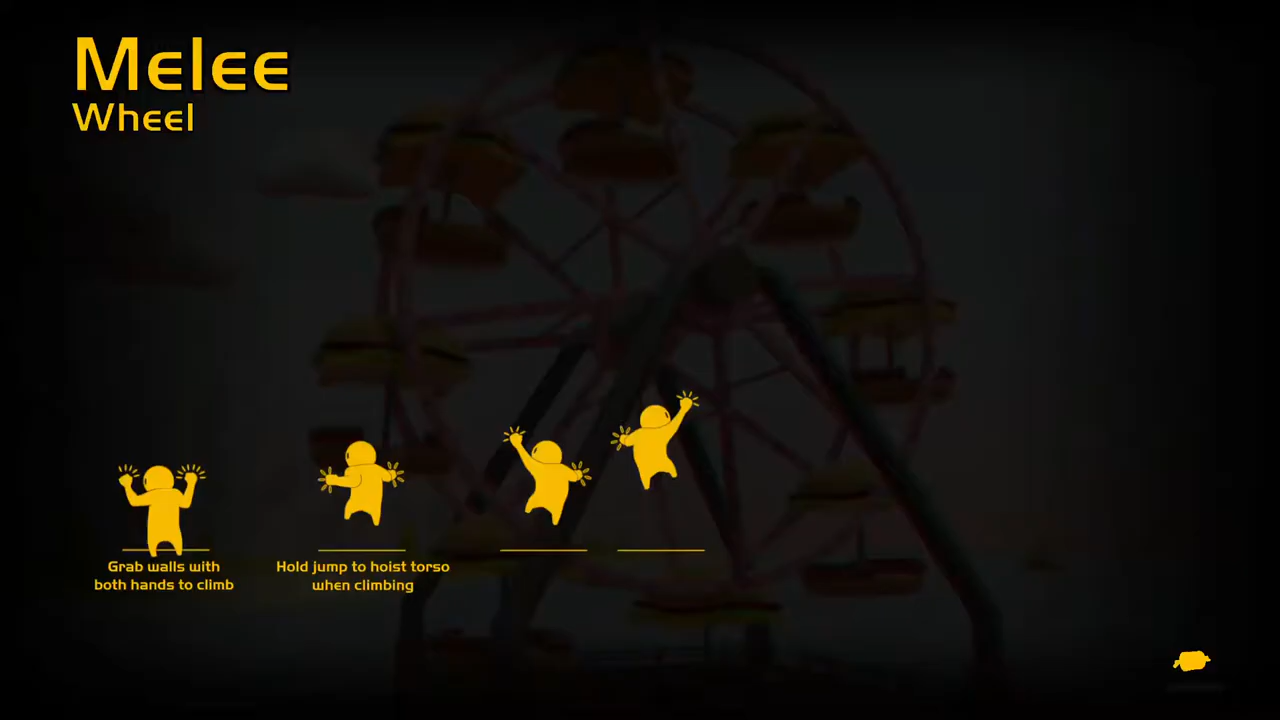 Melee
Wheel
Grab walls with
both hands to climb
Hold jump to hoist torso
when climbing